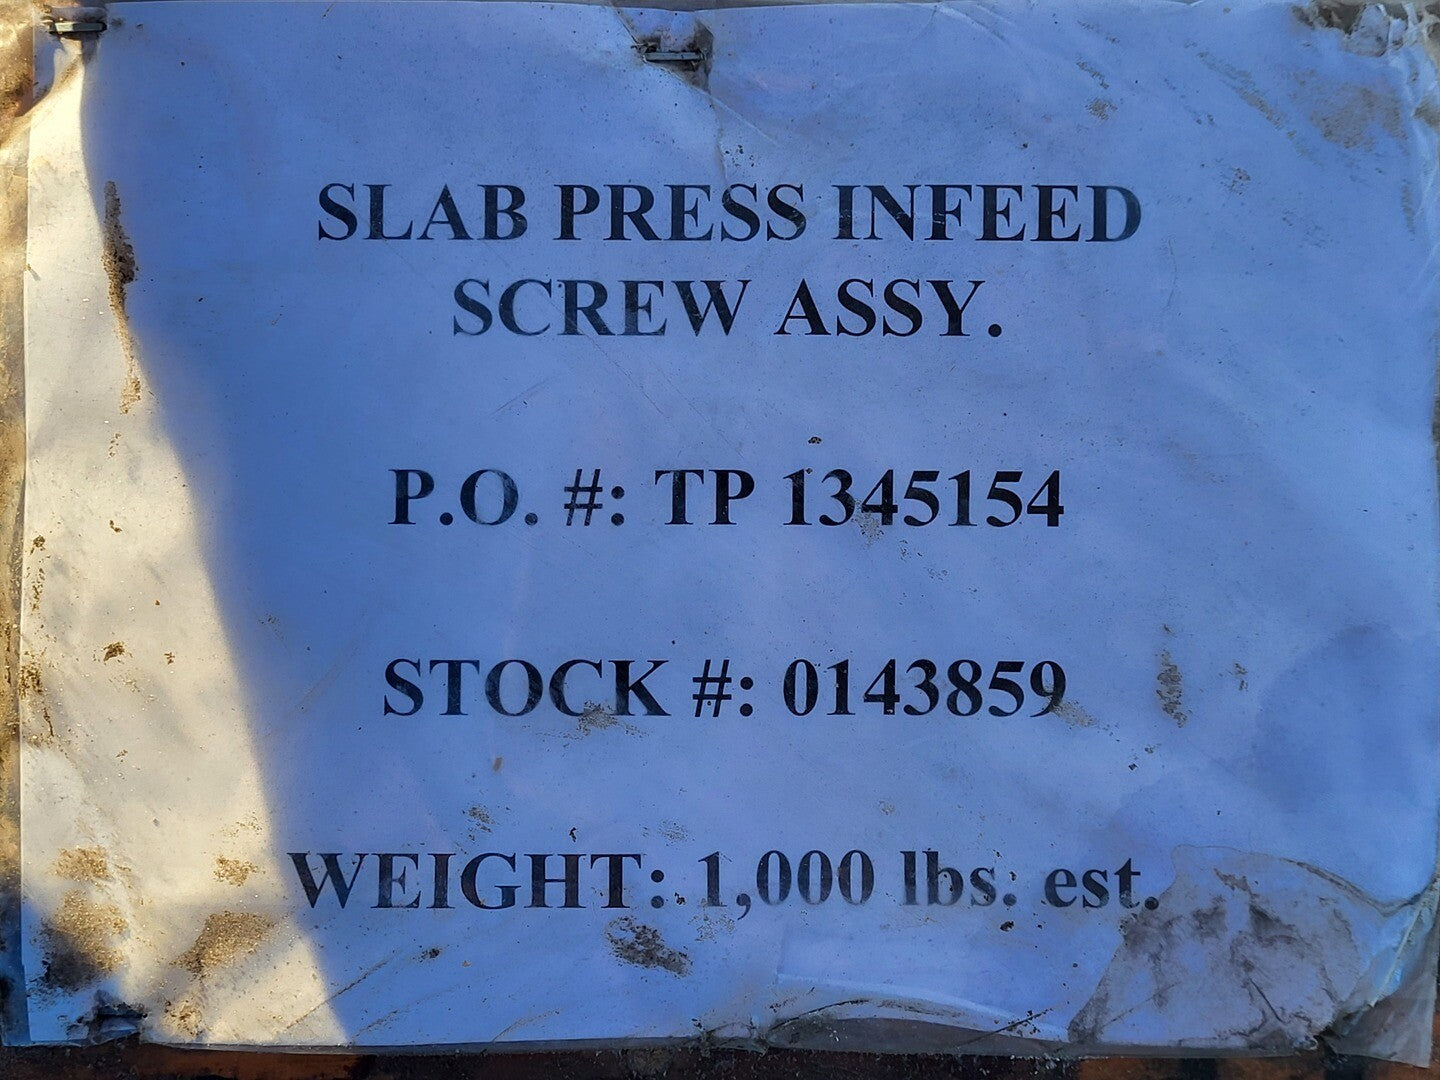 SLAB PRESS INFEED
SCREW ASSY.
P.O. #: TP 1345154
STOCK #: 0143859
WEIGHT: 1,000 lbs. est.